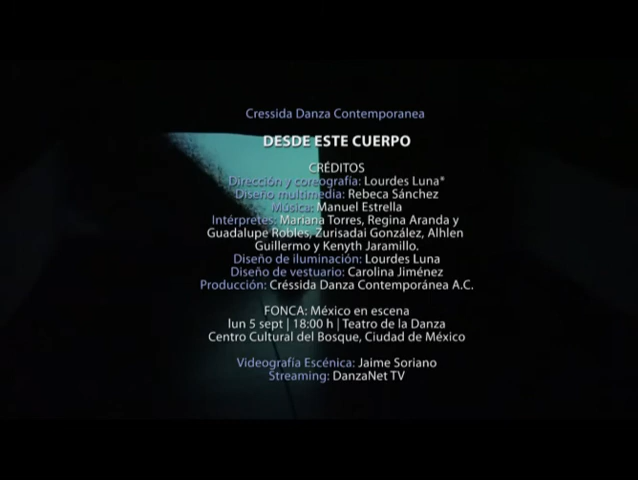 Cressida Danza Contemporanea
DESDE ESTE CUERPO
CRÉDITOS
Dirección y coreografía: Lourdes Luna*
Diseño multimedia: Rebeca Sánchez
Música: Manuel Estrella
Intérpretes: Mariana Torres, Regina Aranda y
Guadalupe Robles, Zurisadai González, Alhlen
Guillermo y Kenyth Jaramillo.
Diseño de iluminación: Lourdes Luna
Diseño de vestuario: Carolina Jiménez
Producción: Créssida Danza Contemporánea A.C.
FONCA: México en escena
lun 5 sept | 18:00 h | Teatro de la Danza
Centro Cultural del Bosque, Ciudad de México
Videografía Escénica: Jaime Soriano
Streaming: DanzaNet TV